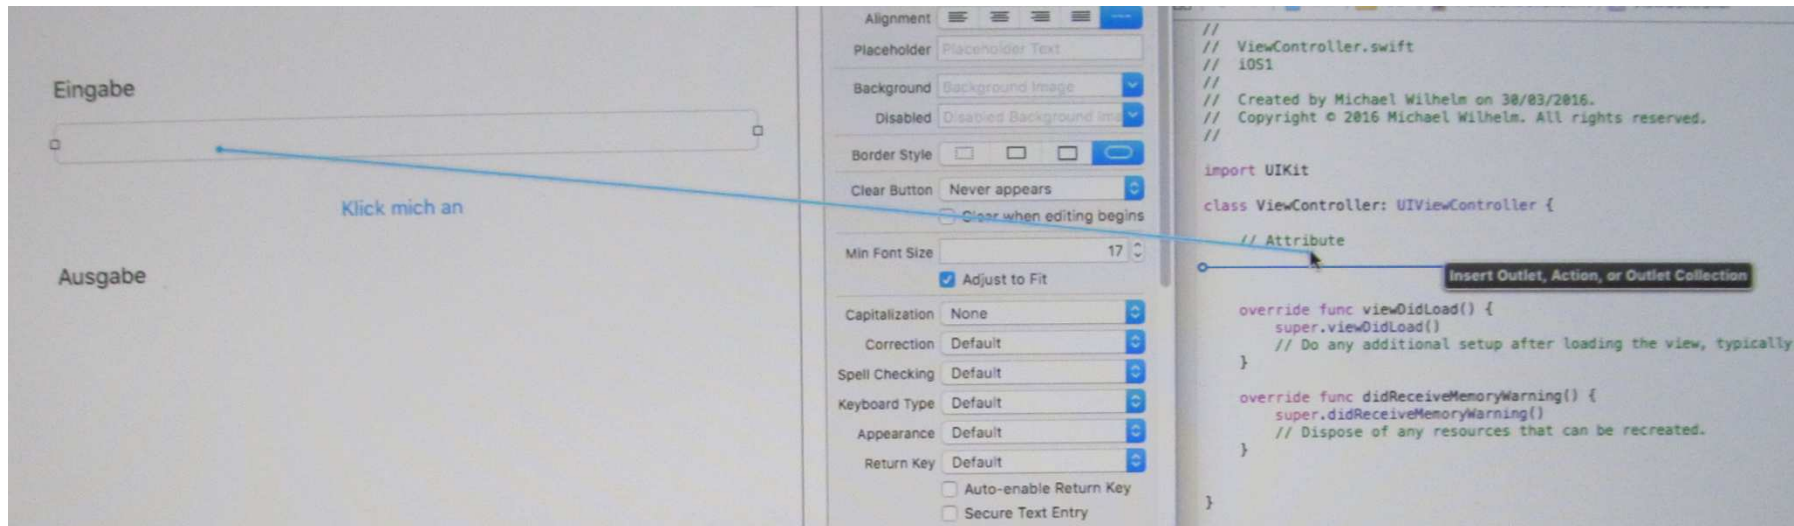 Eingabe
Klick mich an
Ausgabe
Alignment
Placeholder Placeholder Text
Background Background Image
Disabled Disabled Background Ima
Border Style
Clear Button Never appears
Clear when editing begins
Min Font Size 17
Adjust to Fit
Capitalization None
Correction Default
Spell Checking Default
Keyboard Type Default
Appearance Default
Return Key Default
Auto-enable Return Key
Secure Text Entry
//
// ViewController.swift
// iOS1
//
// Created by Michael Wilhelm on 30/03/2016.
// Copyright © 2016 Michael Wilhelm. All rights reserved.
//
import UIKit
class ViewController: UIViewController {
// Attribute
Insert Outlet, Action, or Outlet Collection
override func viewDidLoad() {
super.viewDidLoad()
// Do any additional setup after loading the view, typically
}
override func didReceiveMemoryWarning() {
super.didReceiveMemoryWarning()
// Dispose of any resources that can be recreated.
}
}